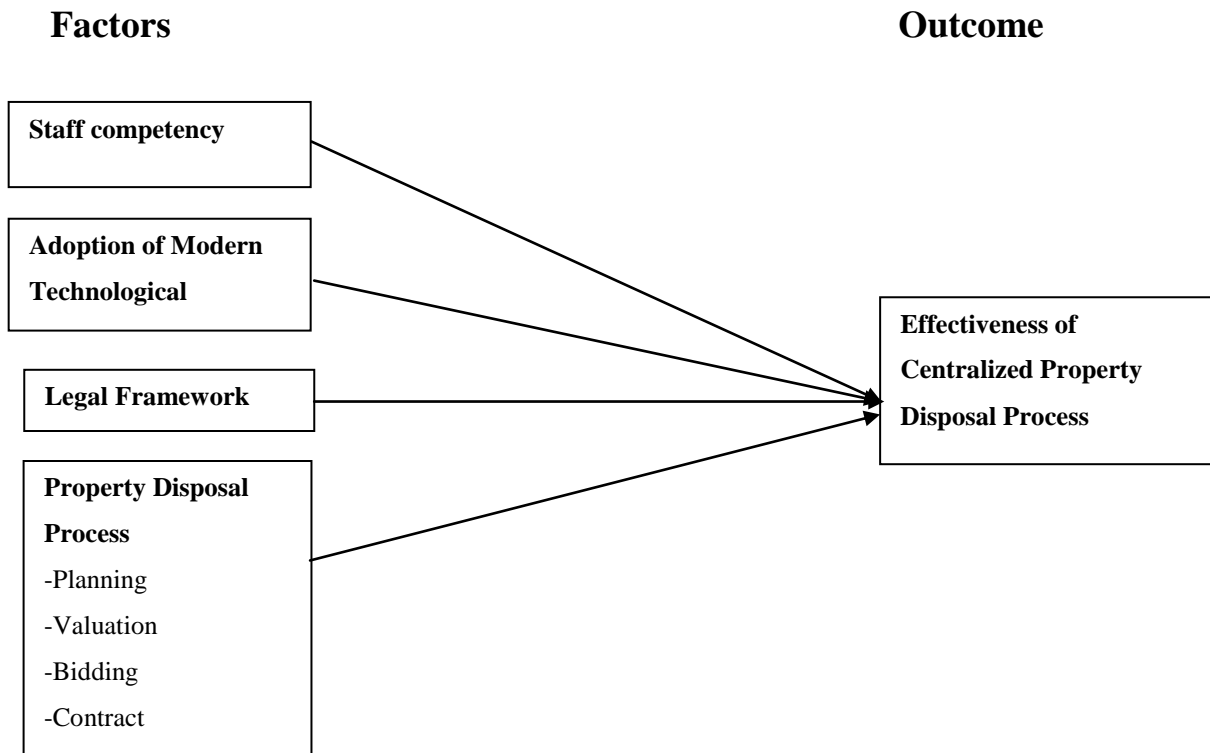 Factors
Outcome
Staff competency
Adoption of Modern
Technological
Legal Framework
Property Disposal
Process
-Planning
-Valuation
-Bidding
-Contract
Effectiveness of
Centralized Property
Disposal Process